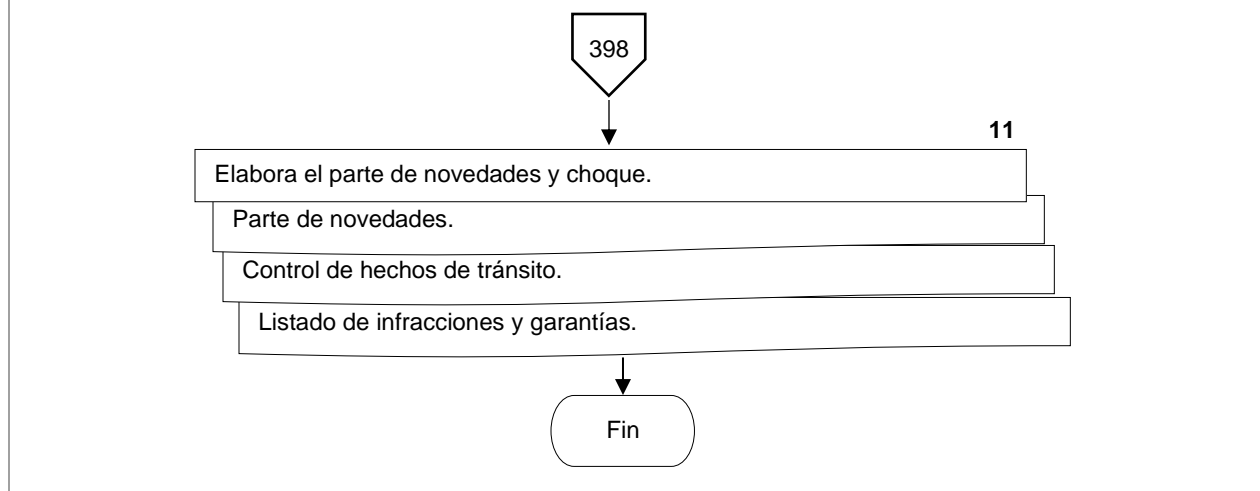 398
11
Elabora el parte de novedades y choque.
Parte de novedades.
Control de hechos de tránsito.
Listado de infracciones y garantías.
Fin